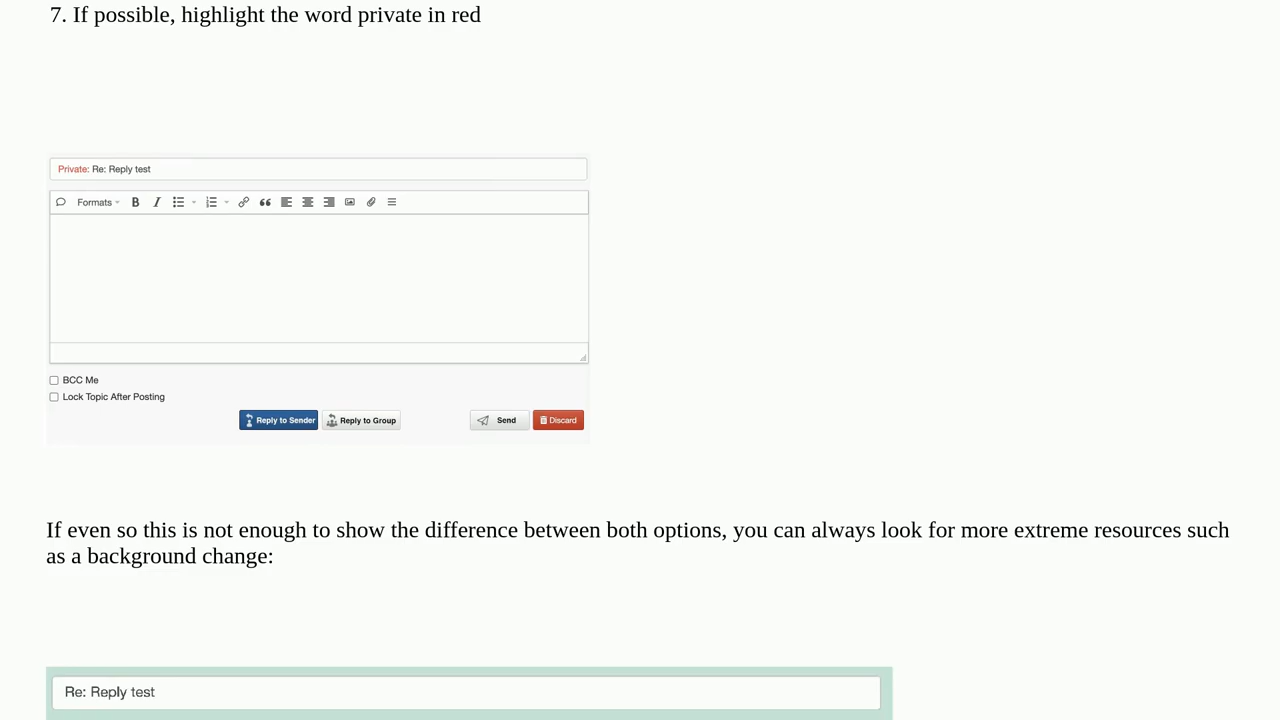 7. If possible, highlight the word private in red
Private: Re: Reply test
Formats
BCC Me
Lock Topic After Posting
Reply to Sender Reply to Group Send Discard
If even so this is not enough to show the difference between both options, you can always look for more extreme resources such
as a background change:
Re: Reply test